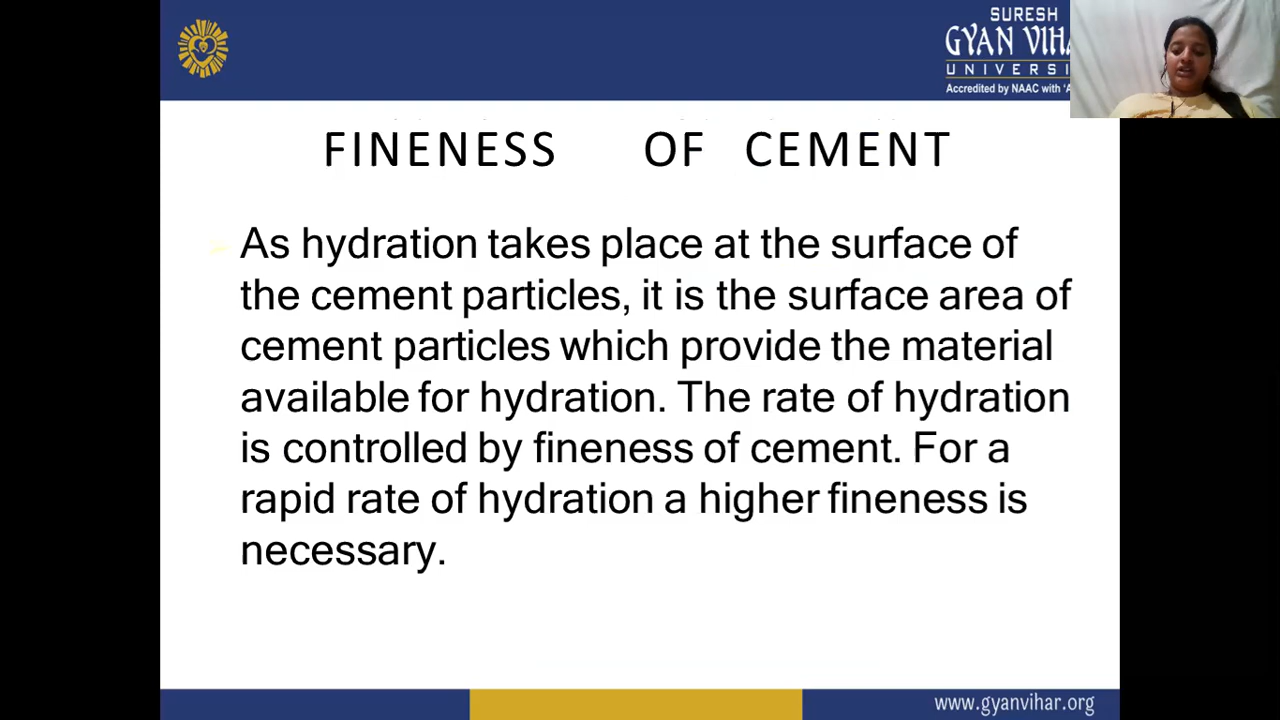 SURESH
GYAN VIHA
UNIVERSI
Accredited by NAAC with 'A
FINENESS OF CEMENT
As hydration takes place at the surface of
the cement particles, it is the surface area of
cement particles which provide the material
available for hydration. The rate of hydration
is controlled by fineness of cement. For a
rapid rate of hydration a higher fineness is
necessary.
www.gyanvihar.org